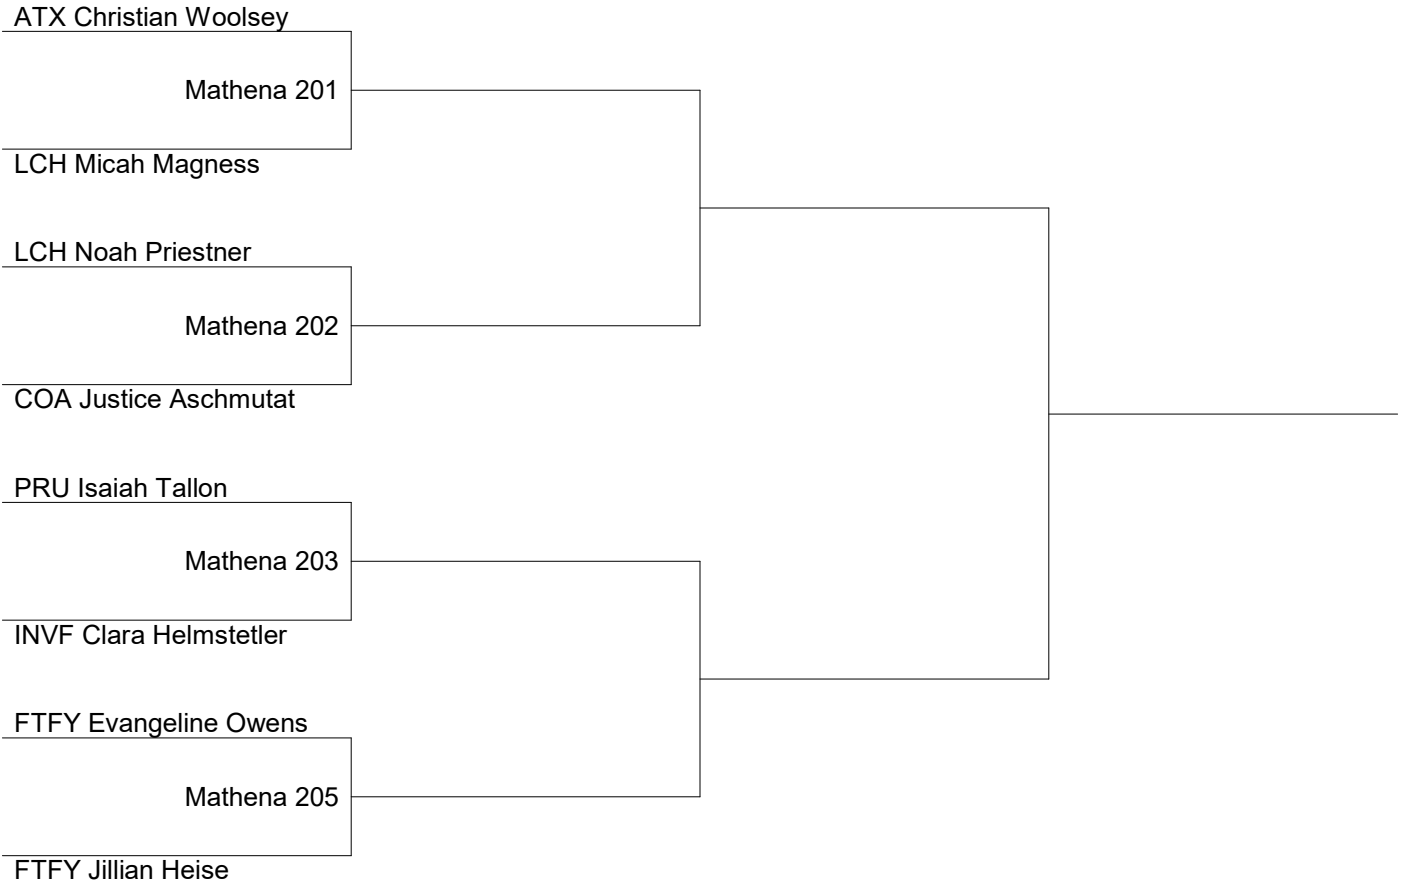 ATX Christian Woolsey
Mathena 201
LCH Micah Magness
LCH Noah Priestner
Mathena 202
COA Justice Aschmutat
PRU Isaiah Tallon
Mathena 203
INVF Clara Helmstetler
FTFY Evangeline Owens
Mathena 205
FTFY Jillian Heise